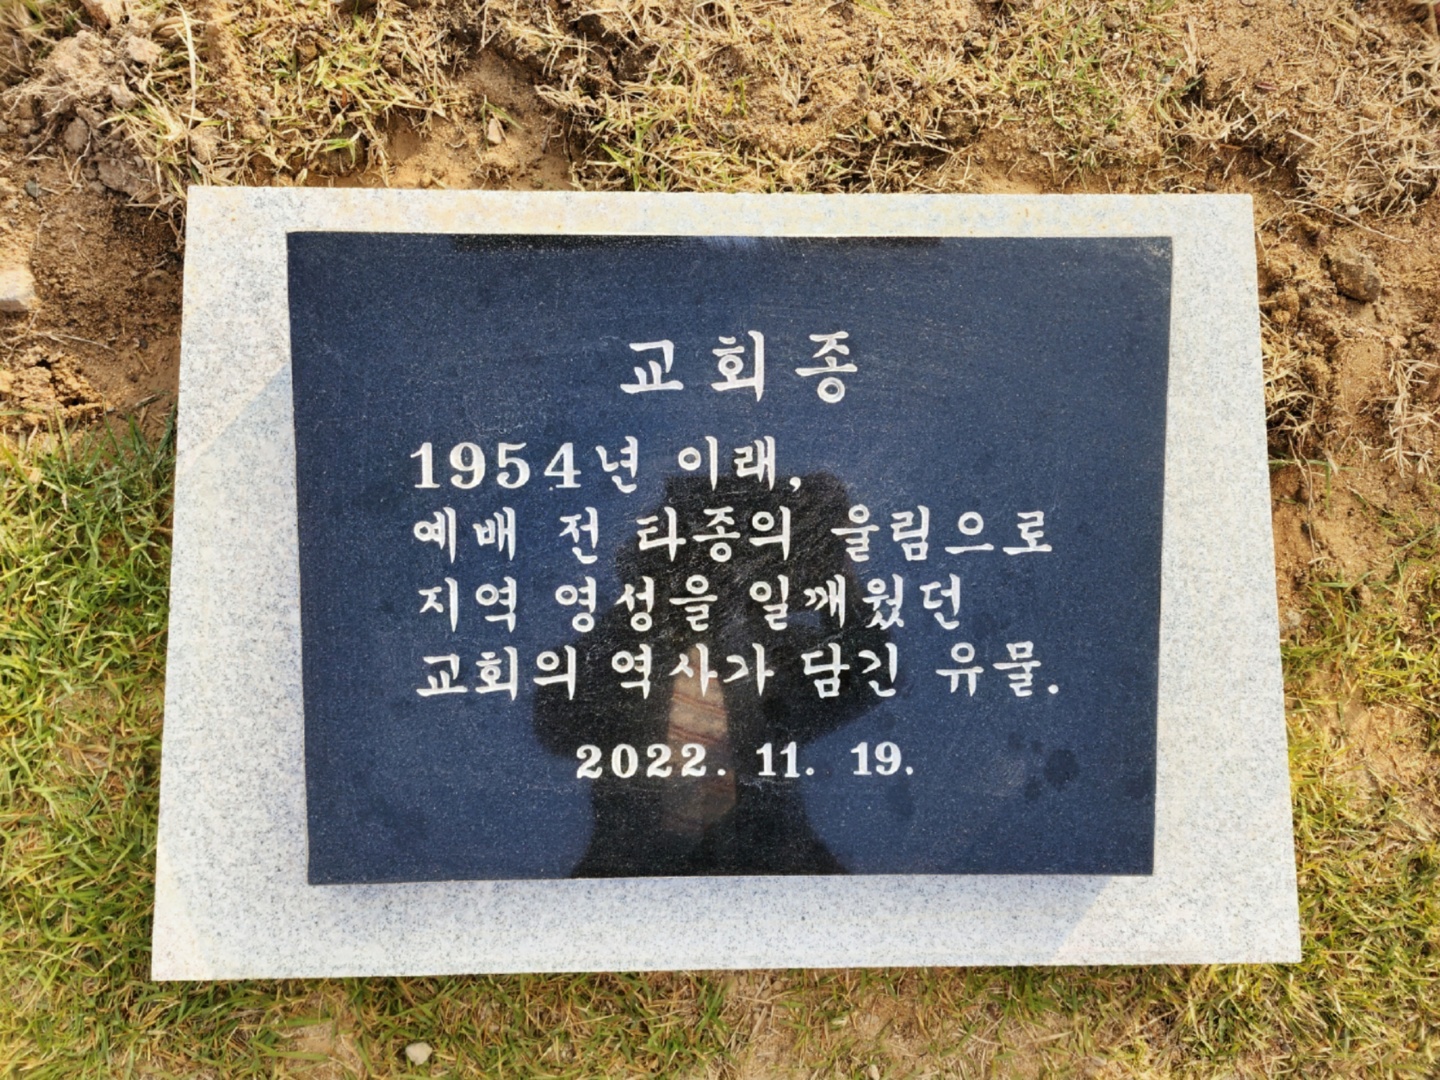 교회종
1954년 이래,
예배 전 타종의 울림으로
지역 영성을 일깨웠던
교회의 역사가 담긴 유물.
2022. 11. 19.